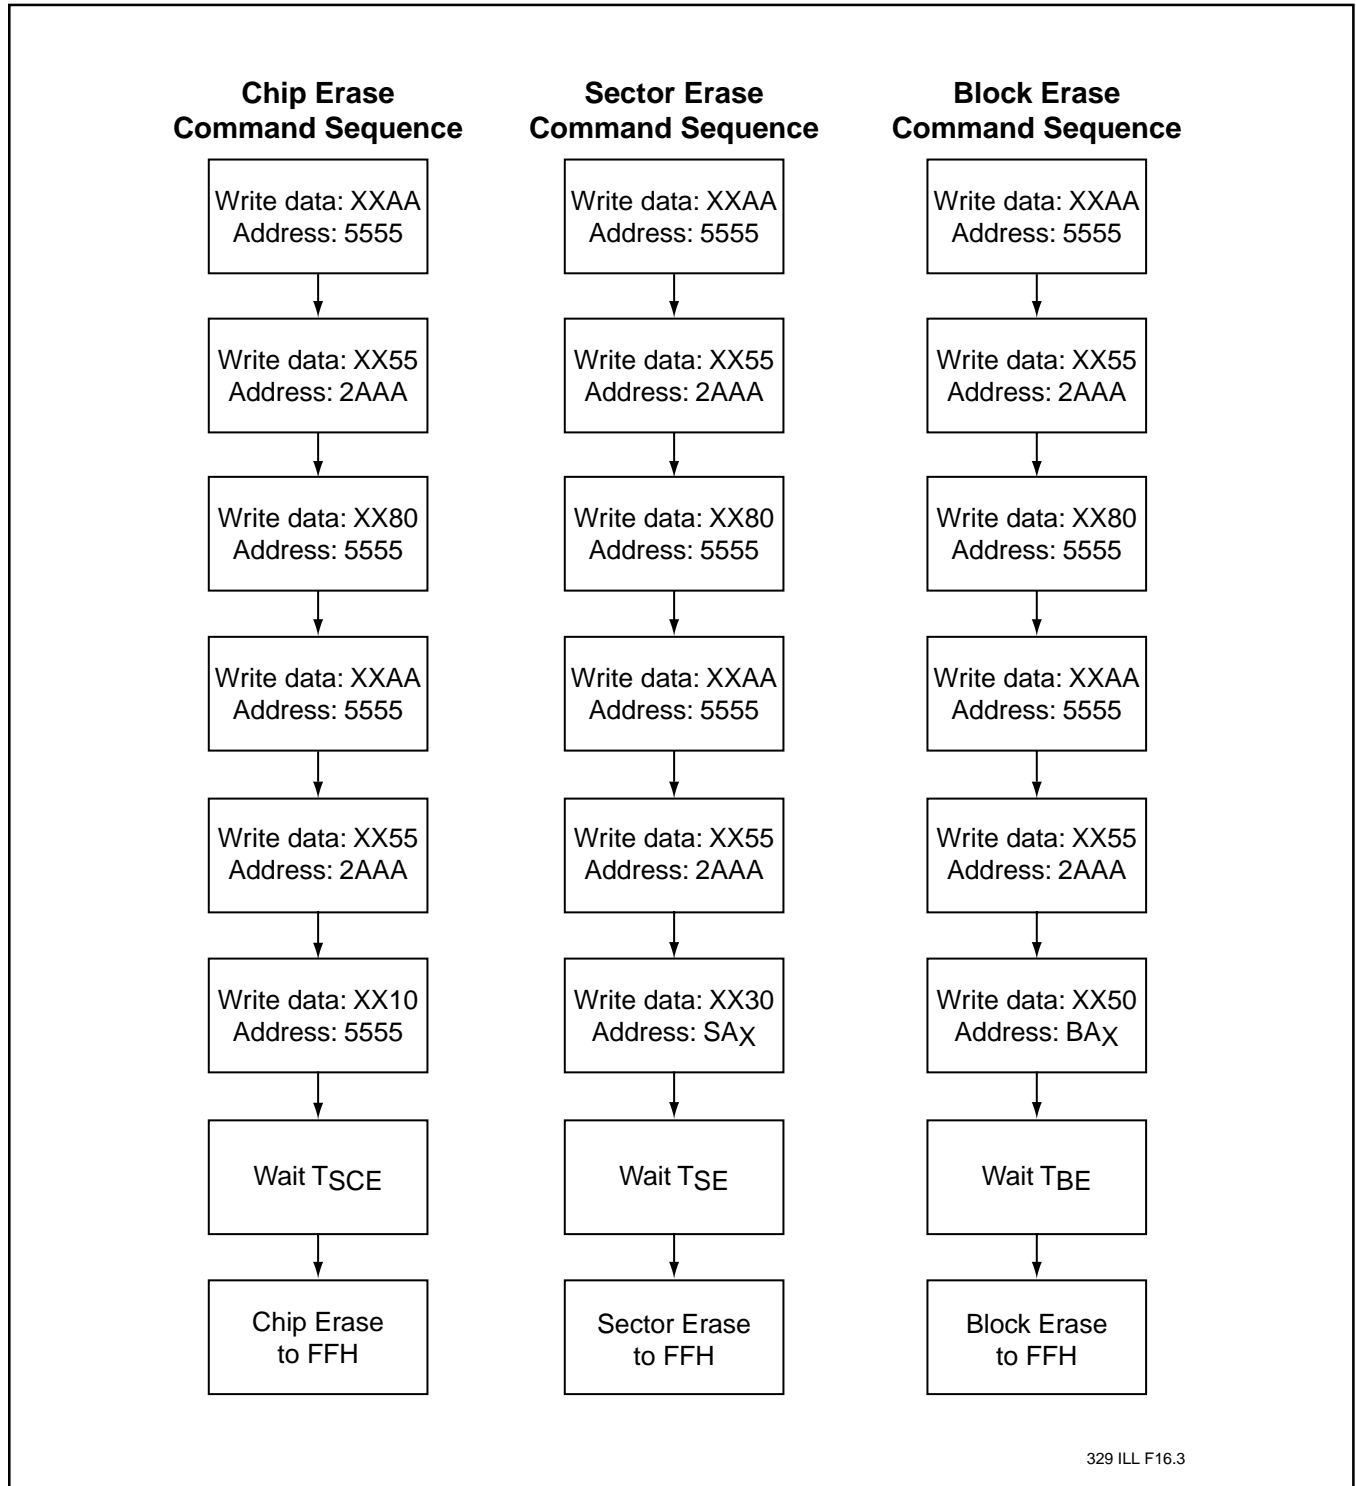 Chip Erase
Command Sequence
Write data: XXAA
Address: 5555
Write data: XX55
Address: 2AAA
Write data: XX80
Address: 5555
Write data: XXAA
Address: 5555
Write data: XX55
Address: 2AAA
Write data: XX10
Address: 5555
Wait TSCE
Chip Erase
to FFH
Sector Erase
Command Sequence
Write data: XXAA
Address: 5555
Write data: XX55
Address: 2AAA
Write data: XX80
Address: 5555
Write data: XXAA
Address: 5555
Write data: XX55
Address: 2AAA
Write data: XX30
Address: SAX
Wait TSE
Sector Erase
to FFH
Block Erase
Command Sequence
Write data: XXAA
Address: 5555
Write data: XX55
Address: 2AAA
Write data: XX80
Address: 5555
Write data: XXAA
Address: 5555
Write data: XX55
Address: 2AAA
Write data: XX50
Address: BAX
Wait TBE
Block Erase
to FFH
329 ILL F16.3